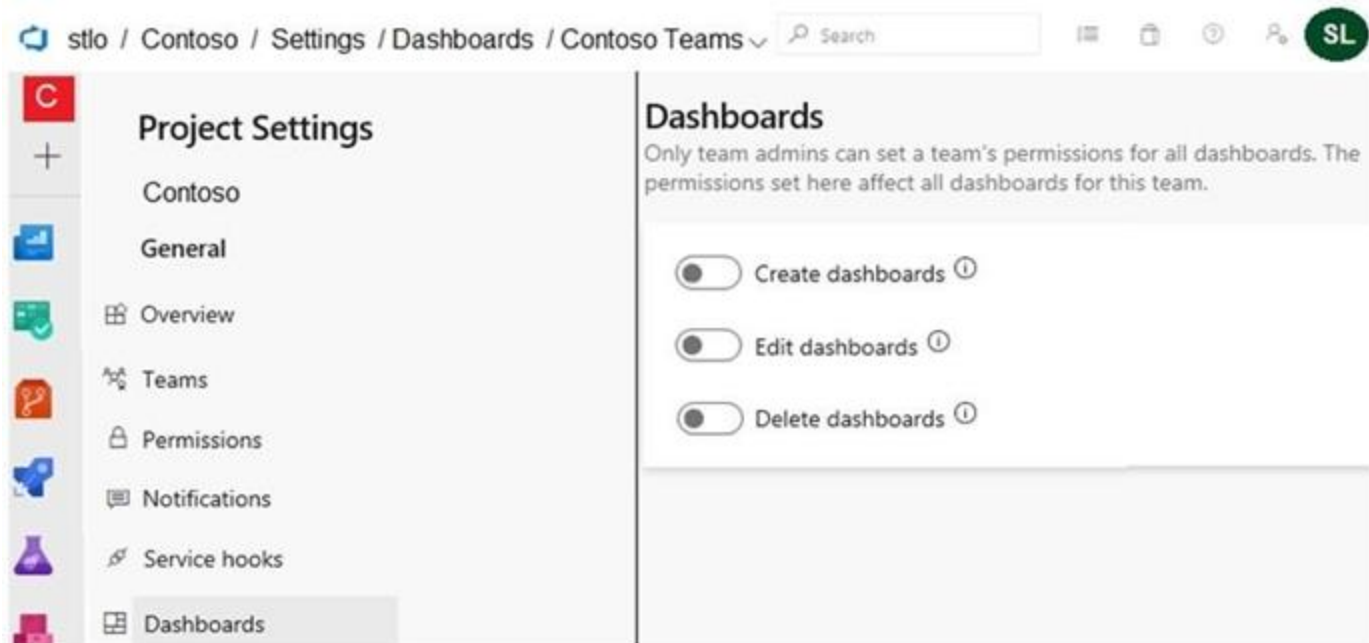 stlo / Contoso / Settings / Dashboards / Contoso Teams
Search
SL
C
Project Settings
Contoso
General
Overview
Teams
Permissions
Notifications
Service hooks
Dashboards
Dashboards
Only team admins can set a team's permissions for all dashboards. The
permissions set here affect all dashboards for this team.
Create dashboards
Edit dashboards
Delete dashboards